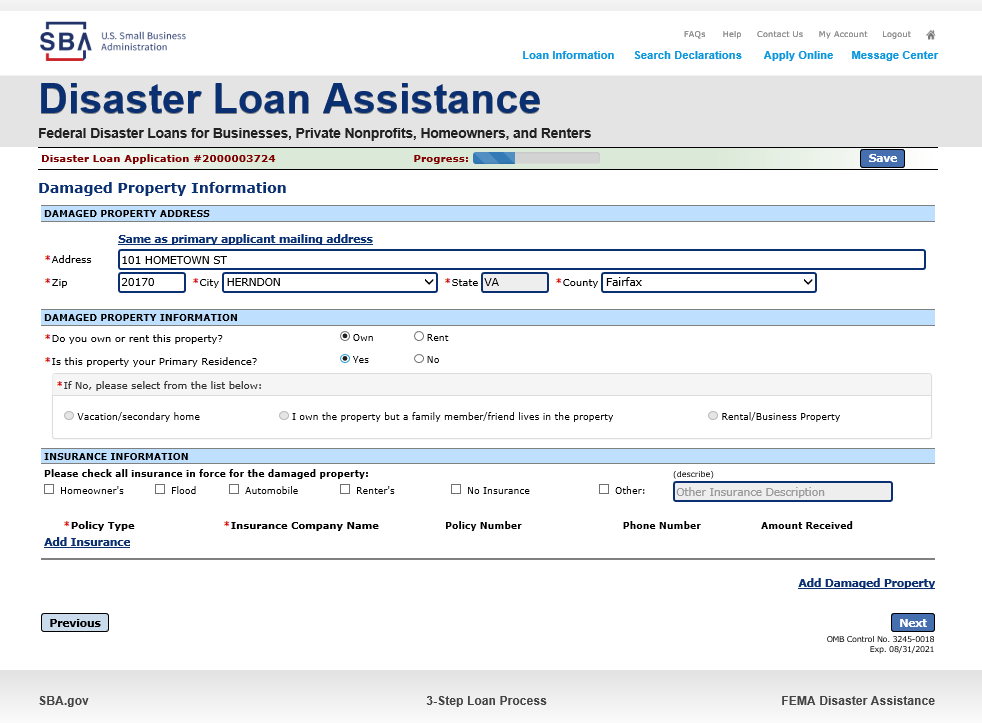 SBA U.S. Small Business Administration
FAQs Help Contact Us My Account Logout
Loan Information Search Declarations Apply Online Message Center
Disaster Loan Assistance
Federal Disaster Loans for Businesses, Private Nonprofits, Homeowners, and Renters
Disaster Loan Application #2000003724 Progress: Save
Damaged Property Information
DAMAGED PROPERTY ADDRESS
Same as primary applicant mailing address
*Address 101 HOMETOWN ST
*Zip 20170 *City HERNDON *State VA *County Fairfax
DAMAGED PROPERTY INFORMATION
*Do you own or rent this property? Own Rent
*Is this property your Primary Residence? Yes No
*If No, please select from the list below:
Vacation/secondary home I own the property but a family member/friend lives in the property Rental/Business Property
INSURANCE INFORMATION
Please check all insurance in force for the damaged property: (describe)
Homeowner's Flood Automobile Renter's No Insurance Other: Other Insurance Description
*Policy Type *Insurance Company Name Policy Number Phone Number Amount Received
Add Insurance
Add Damaged Property
Previous Next
OMB Control No. 3245-0018
Exp. 08/31/2021
SBA.gov 3-Step Loan Process FEMA Disaster Assistance